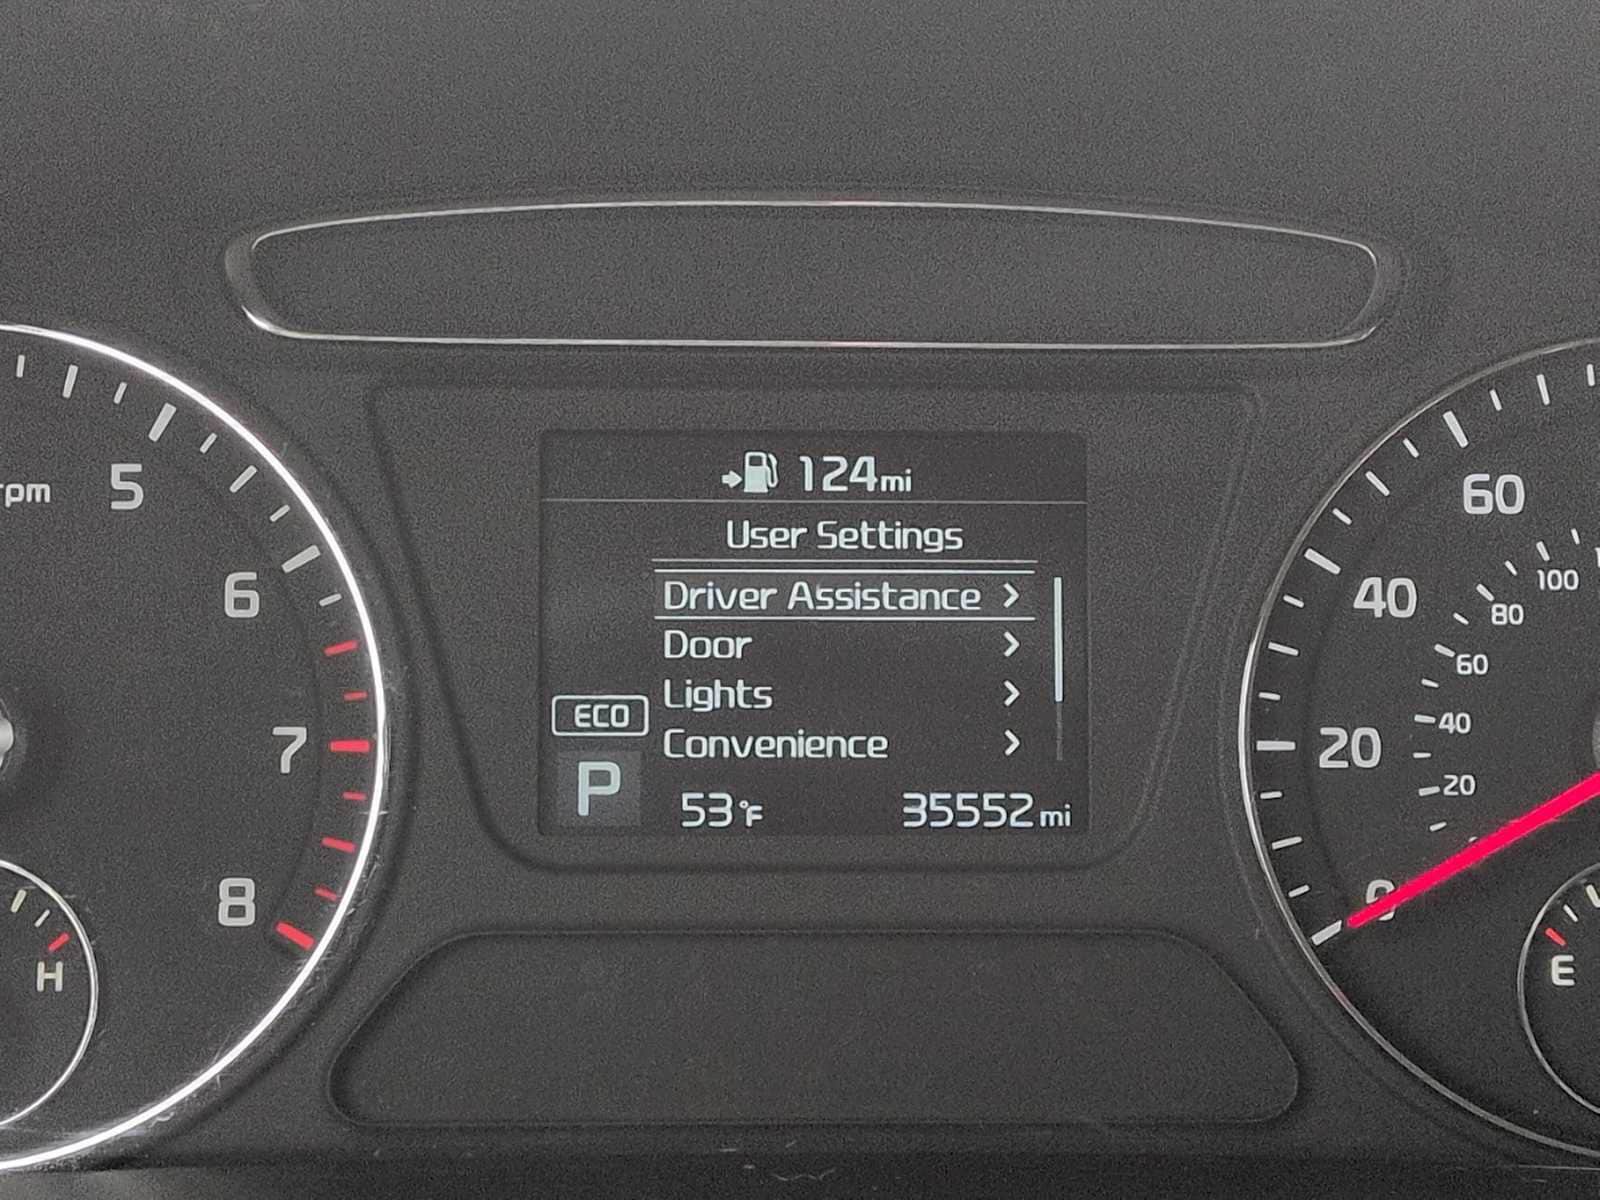 124mi
User Settings
Driver Assistance >
Door >
Lights >
Convenience >
ECO
P
53°F 35552mi
rpm
5
6
7
8
H
60
40
20
0
100
80
60
40
20
E